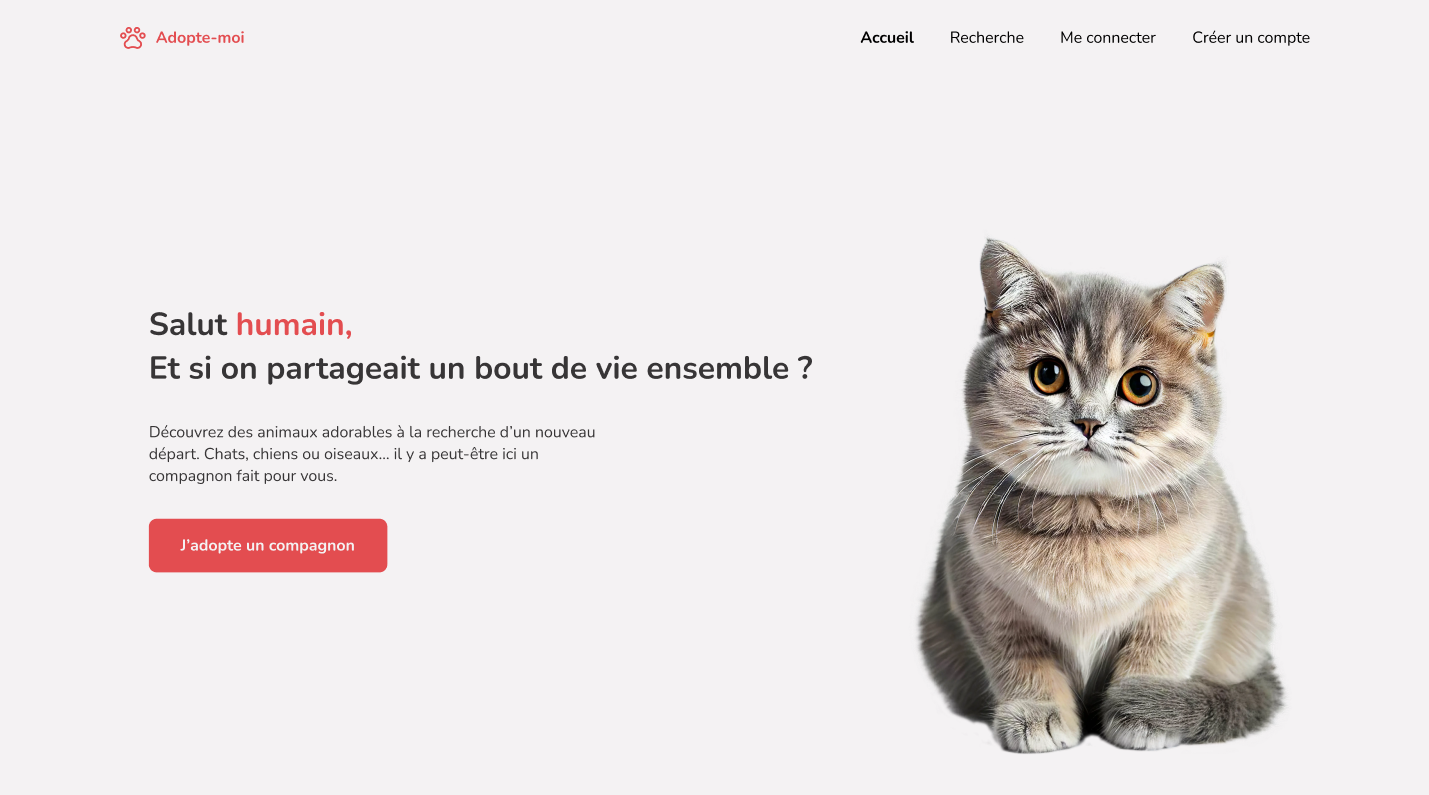 Adopte-moi
Accueil Recherche Me connecter Créer un compte
Salut humain,
Et si on partageait un bout de vie ensemble ?
Découvrez des animaux adorables à la recherche d’un nouveau
départ. Chats, chiens ou oiseaux... il y a peut-être ici un
compagnon fait pour vous.
J’adopte un compagnon